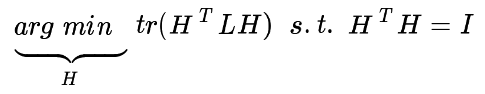 arg min tr(H^T LH) s.t. H^T H = I
H